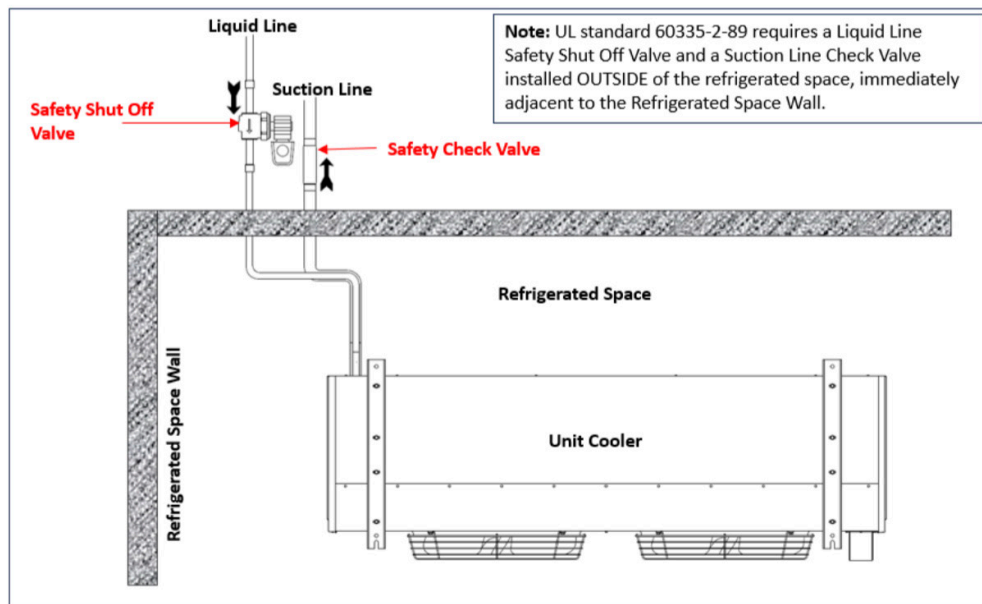 Liquid Line
Note: UL standard 60335-2-89 requires a Liquid Line
Safety Shut Off Valve and a Suction Line Check Valve
installed OUTSIDE of the refrigerated space, immediately
adjacent to the Refrigerated Space Wall.
Suction Line
Safety Shut Off
Valve
Safety Check Valve
Refrigerated Space
Refrigerated Space Wall
Unit Cooler